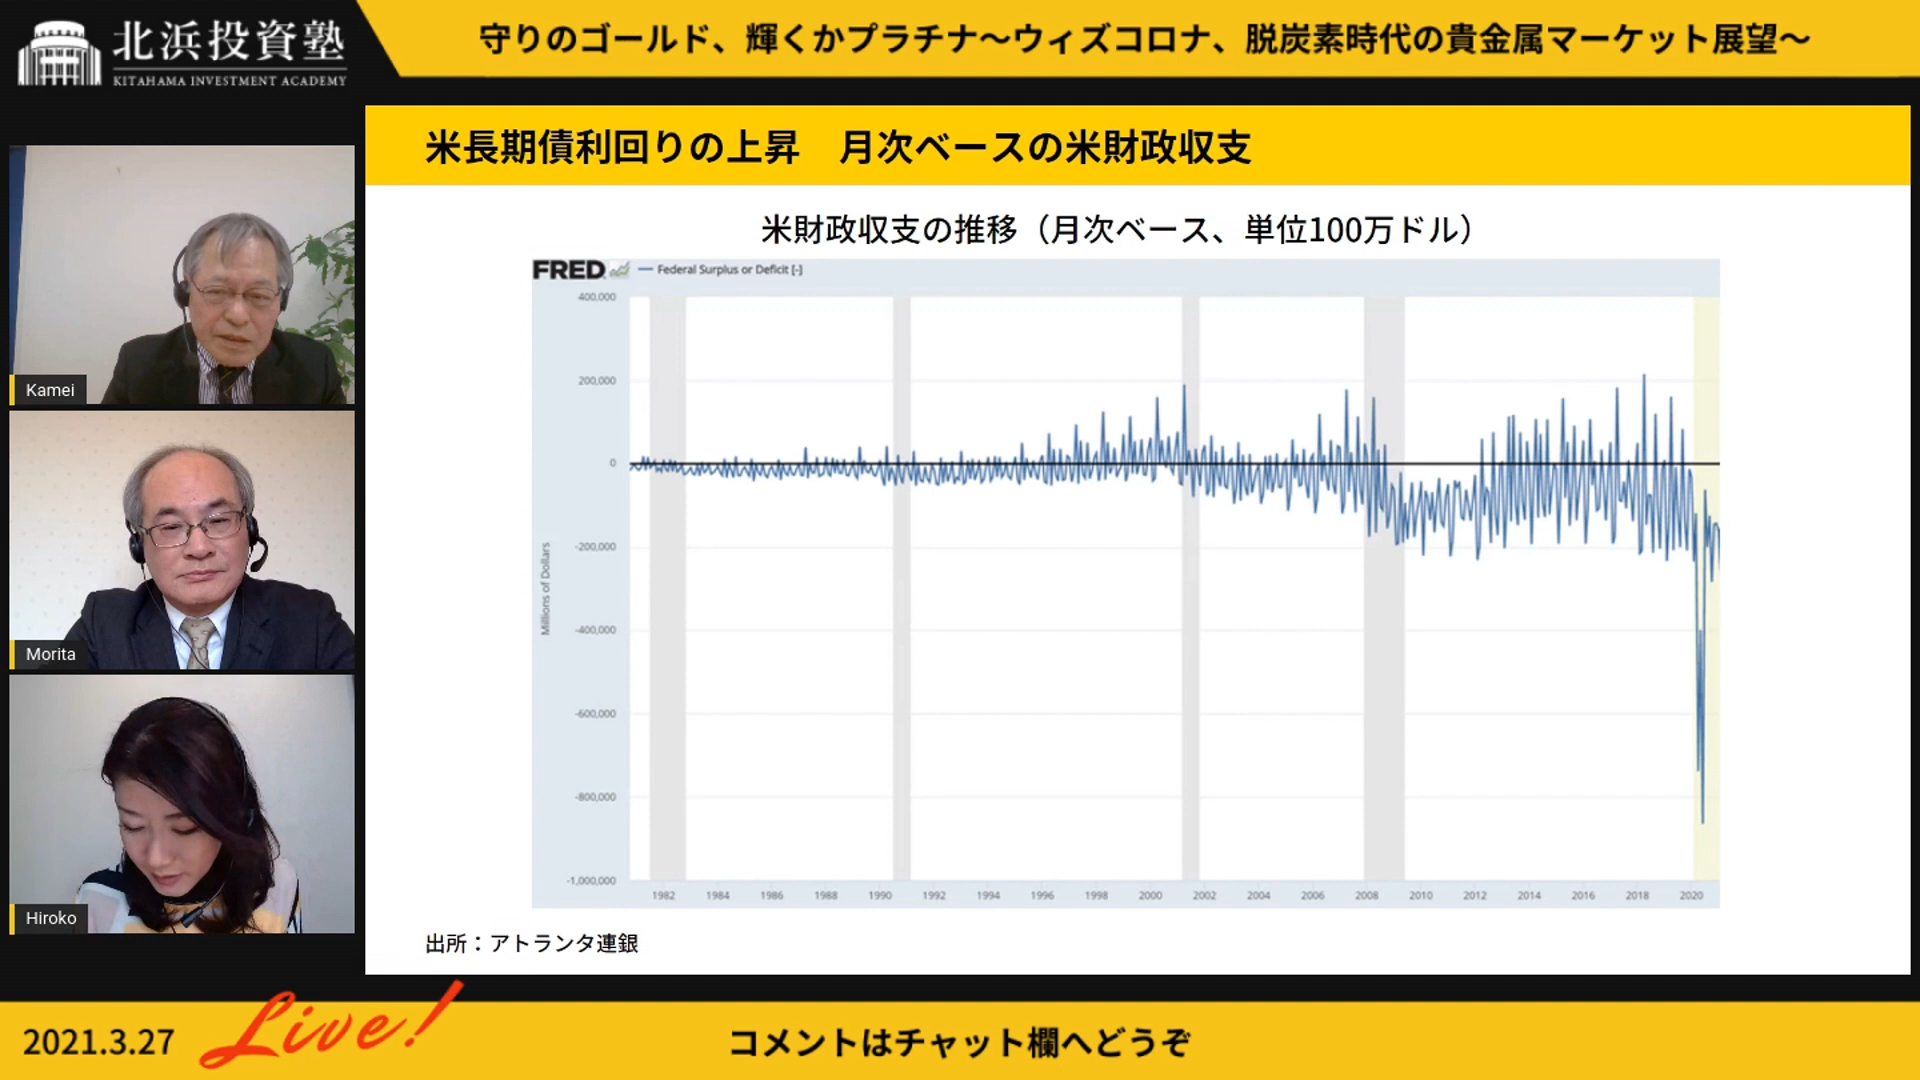 北浜投資塾
KITAHAMA INVESTMENT ACADEMY
守りのゴールド、輝くかプラチナ～ウィズコロナ、脱炭素時代の貴金属マーケット展望～
Kamei
Morita
Hiroko
米長期債利回りの上昇　月次ベースの米財政収支
米財政収支の推移（月次ベース、単位100万ドル）
FRED
Federal Surplus or Deficit [-]
400,000
200,000
0
-200,000
-400,000
-600,000
-800,000
-1,000,000
Millions of Dollars
1982 1984 1986 1988 1990 1992 1994 1996 1998 2000 2002 2004 2006 2008 2010 2012 2014 2016 2018 2020
出所：アトランタ連銀
2021.3.27
Live!
コメントはチャット欄へどうぞ